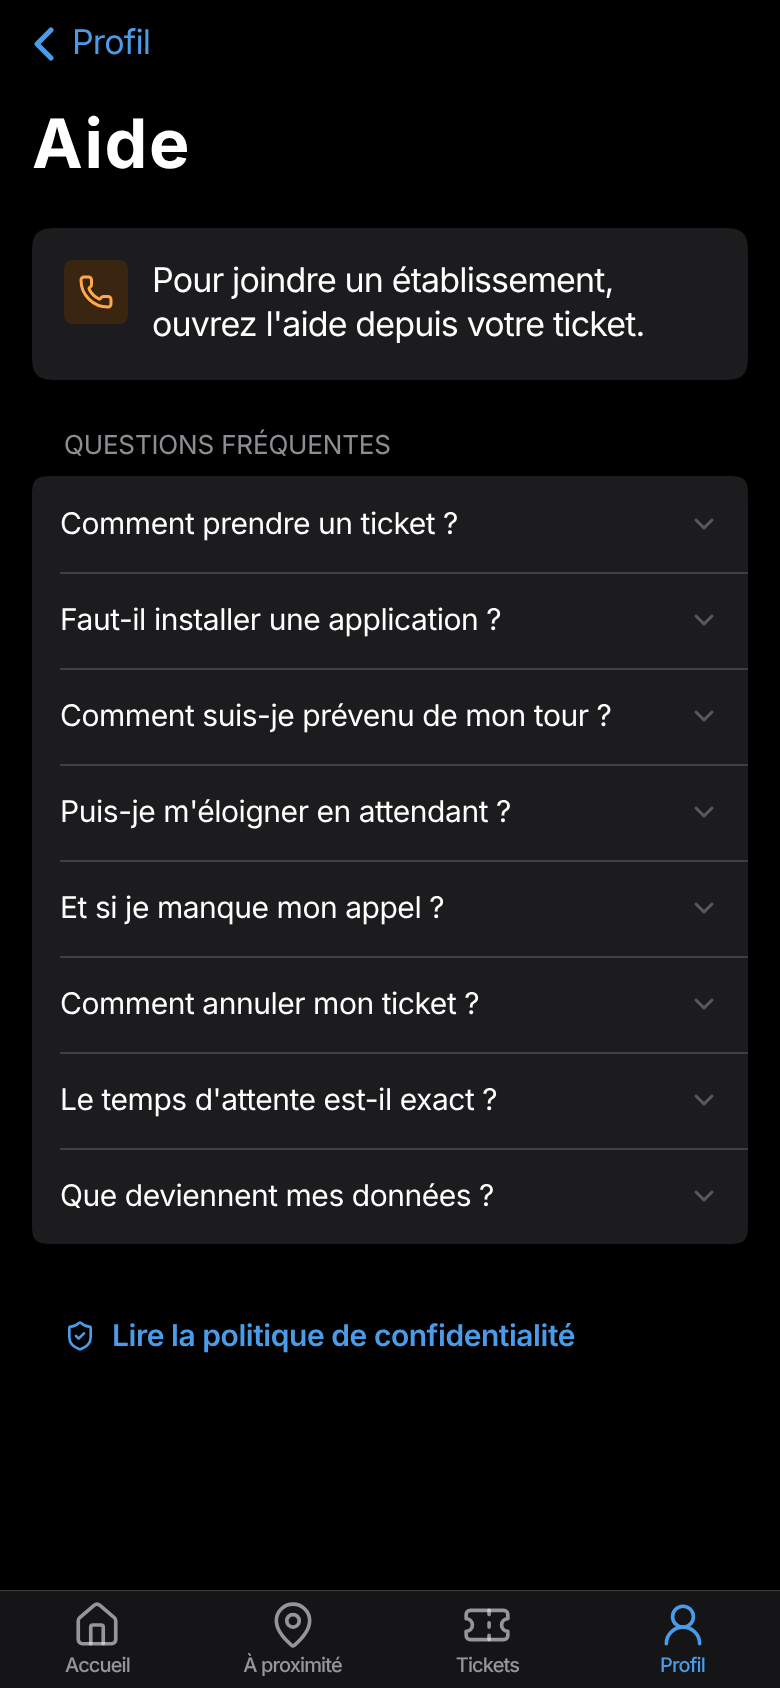 Profil
Aide
Pour joindre un établissement,
ouvrez l'aide depuis votre ticket.
QUESTIONS FRÉQUENTES
Comment prendre un ticket ?
Faut-il installer une application ?
Comment suis-je prévenu de mon tour ?
Puis-je m'éloigner en attendant ?
Et si je manque mon appel ?
Comment annuler mon ticket ?
Le temps d'attente est-il exact ?
Que deviennent mes données ?
Lire la politique de confidentialité
Accueil
À proximité
Tickets
Profil